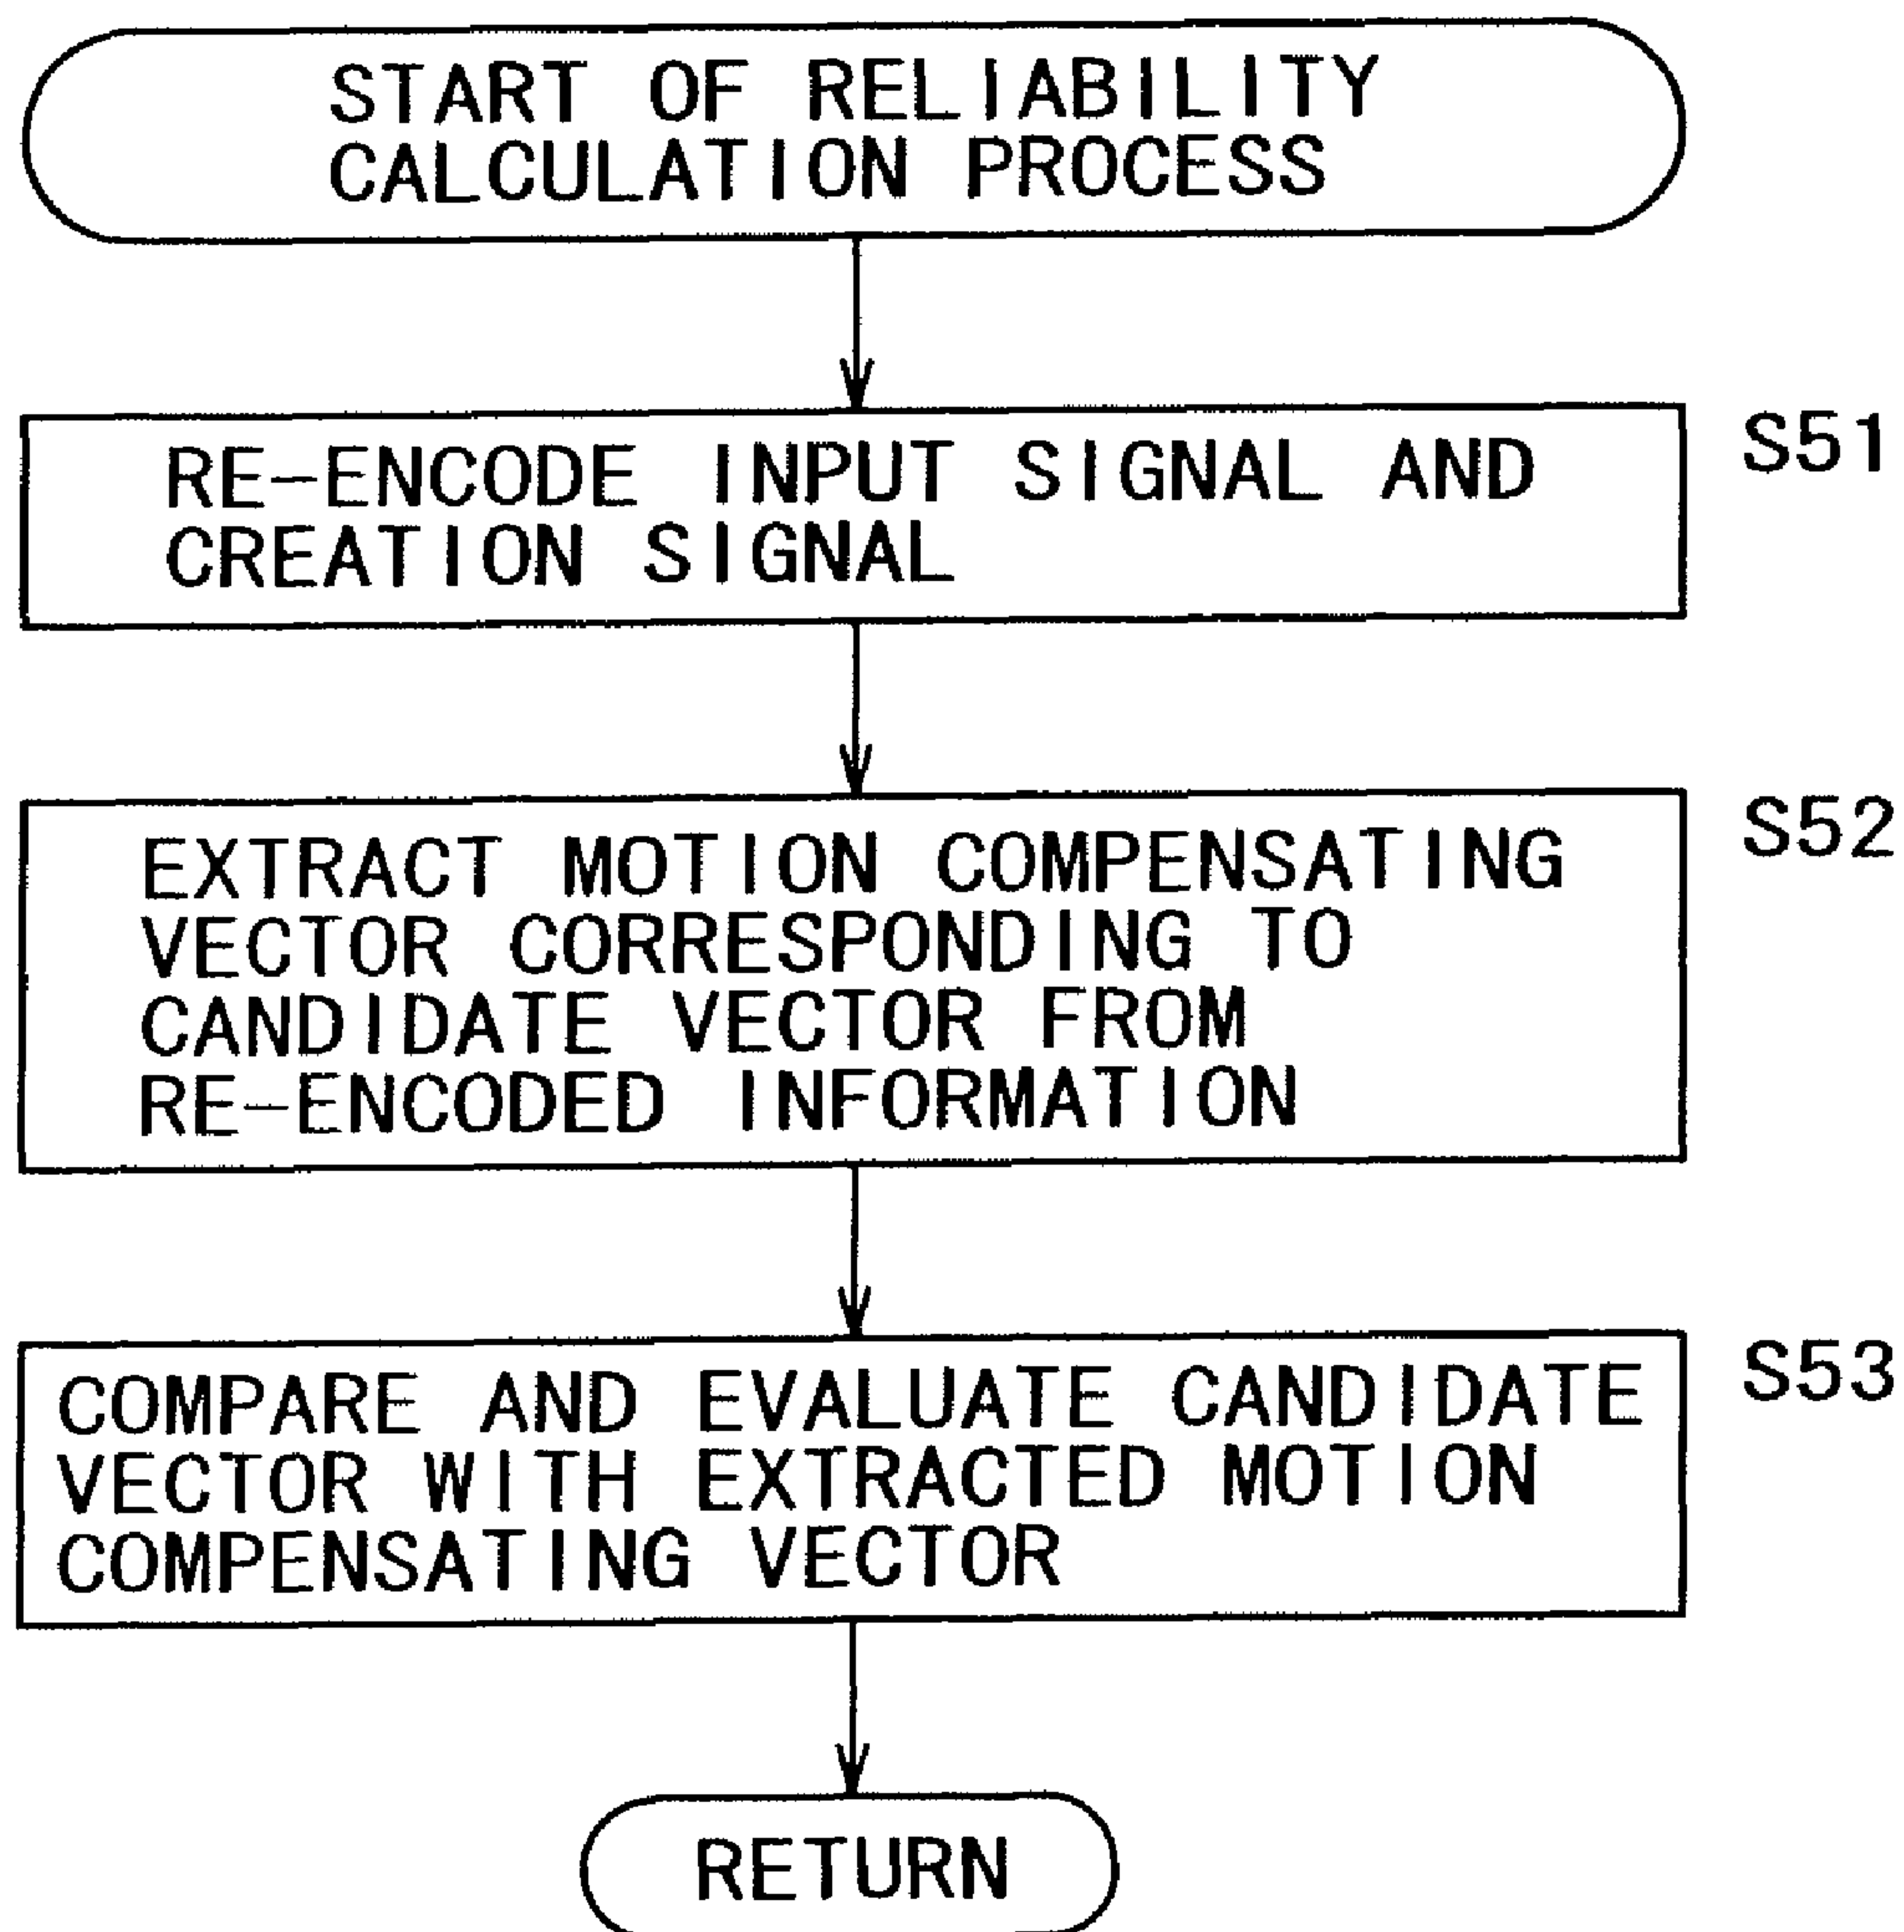 START OF RELIABILITY
CALCULATION PROCESS
RE-ENCODE INPUT SIGNAL AND
CREATION SIGNAL
S51
EXTRACT MOTION COMPENSATING
VECTOR CORRESPONDING TO
CANDIDATE VECTOR FROM
RE-ENCODED INFORMATION
S52
COMPARE AND EVALUATE CANDIDATE
VECTOR WITH EXTRACTED MOTION
COMPENSATING VECTOR
S53
RETURN